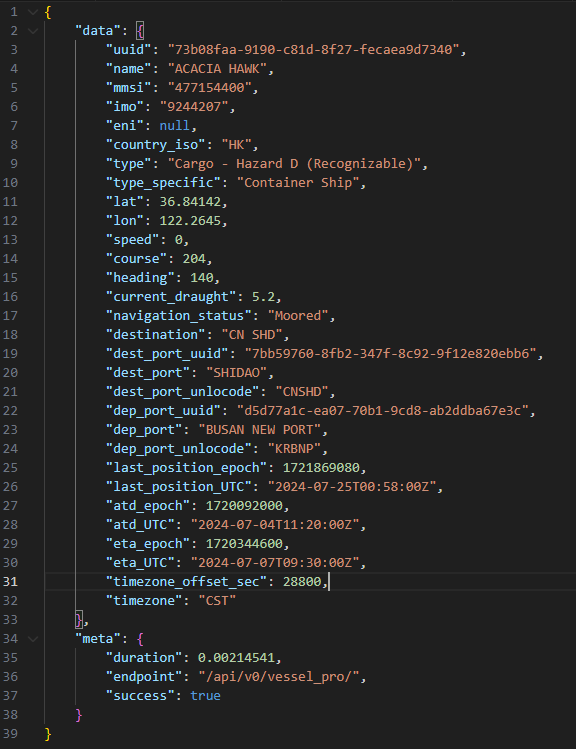 1 {
2 "data": {
3 "uuid": "73b08faa-9190-c81d-8f27-fecaea9d7340",
4 "name": "ACACIA HAWK",
5 "mmsi": "477154400",
6 "imo": "9244207",
7 "eni": null,
8 "country_iso": "HK",
9 "type": "Cargo - Hazard D (Recognizable)",
10 "type_specific": "Container Ship",
11 "lat": 36.84142,
12 "lon": 122.2645,
13 "speed": 0,
14 "course": 204,
15 "heading": 140,
16 "current_draught": 5.2,
17 "navigation_status": "Moored",
18 "destination": "CN SHD",
19 "dest_port_uuid": "7bb59760-8fb2-347f-8c92-9f12e820ebb6",
20 "dest_port": "SHIDAO",
21 "dest_port_unlocode": "CNSHD",
22 "dep_port_uuid": "d5d77a1c-ea07-70b1-9cd8-ab2ddba67e3c",
23 "dep_port": "BUSAN NEW PORT",
24 "dep_port_unlocode": "KRBNP",
25 "last_position_epoch": 1721869080,
26 "last_position_UTC": "2024-07-25T00:58:00Z",
27 "atd_epoch": 1720092000,
28 "atd_UTC": "2024-07-04T11:20:00Z",
29 "eta_epoch": 1720344600,
30 "eta_UTC": "2024-07-07T09:30:00Z",
31 "timezone_offset_sec": 28800,
32 "timezone": "CST"
33 },
34 "meta": {
35 "duration": 0.00214541,
36 "endpoint": "/api/v0/vessel_pro/",
37 "success": true
38 }
39 }